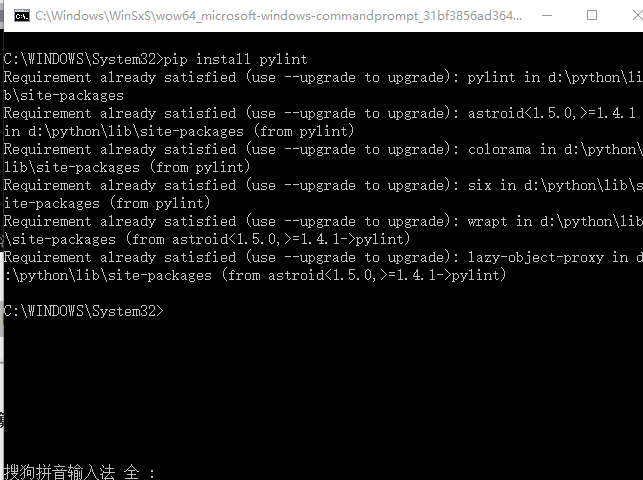 C:\Windows\WinSxS\wow64_microsoft-windows-commandprompt_31bf3856ad364...
C:\WINDOWS\System32>pip install pylint
Requirement already satisfied (use --upgrade to upgrade): pylint in d:\python\li
b\site-packages
Requirement already satisfied (use --upgrade to upgrade): astroid<1.5.0,>=1.4.1
in d:\python\lib\site-packages (from pylint)
Requirement already satisfied (use --upgrade to upgrade): colorama in d:\python\
lib\site-packages (from pylint)
Requirement already satisfied (use --upgrade to upgrade): six in d:\python\lib\s
ite-packages (from pylint)
Requirement already satisfied (use --upgrade to upgrade): wrapt in d:\python\lib
\site-packages (from astroid<1.5.0,>=1.4.1->pylint)
Requirement already satisfied (use --upgrade to upgrade): lazy-object-proxy in d
:\python\lib\site-packages (from astroid<1.5.0,>=1.4.1->pylint)
C:\WINDOWS\System32>
搜狗拼音输入法 全 :